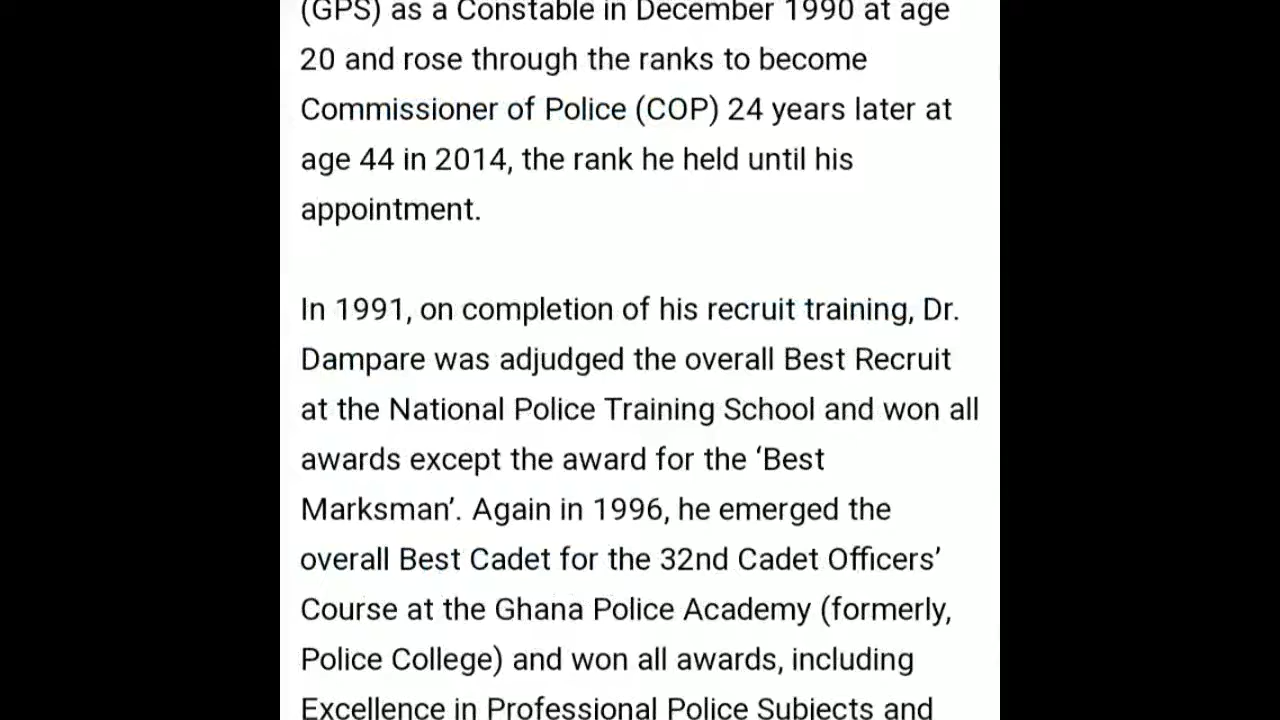 (GPS) as a Constable in December 1990 at age
20 and rose through the ranks to become
Commissioner of Police (COP) 24 years later at
age 44 in 2014, the rank he held until his
appointment.
In 1991, on completion of his recruit training, Dr.
Dampare was adjudged the overall Best Recruit
at the National Police Training School and won all
awards except the award for the ‘Best
Marksman’. Again in 1996, he emerged the
overall Best Cadet for the 32nd Cadet Officers’
Course at the Ghana Police Academy (formerly,
Police College) and won all awards, including
Excellence in Professional Police Subjects and